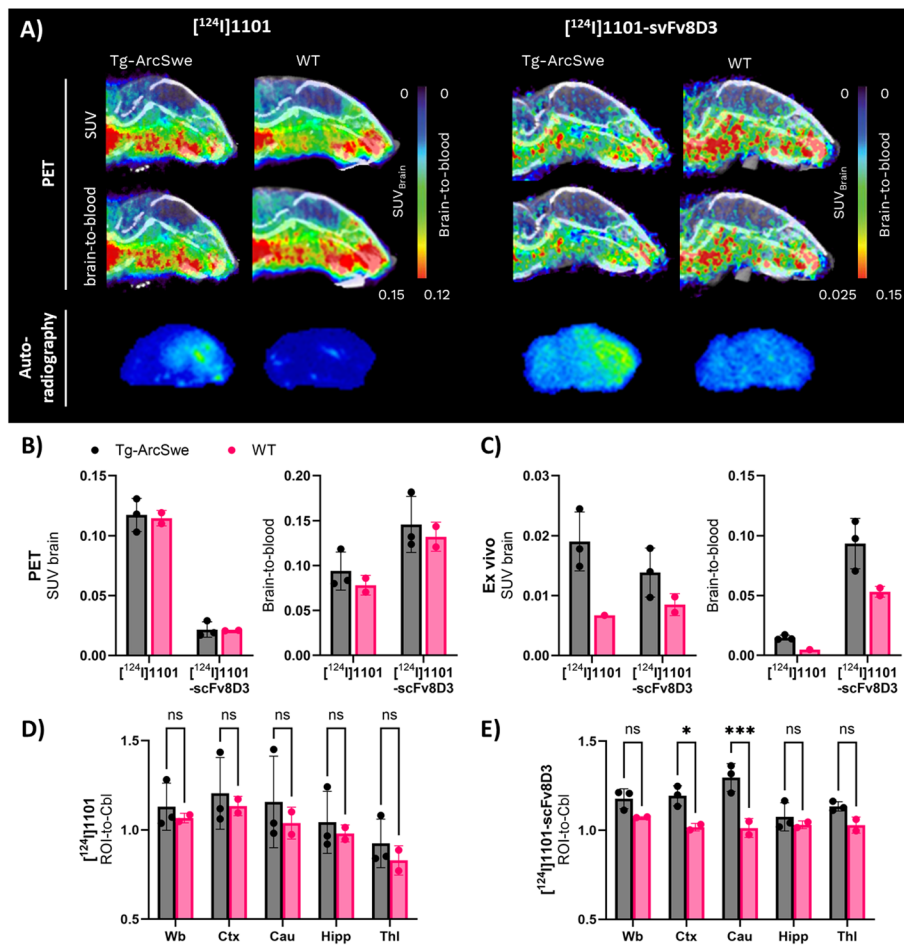 A)
[¹²⁴I]1101
[¹²⁴I]1101-svFv8D3
Tg-ArcSwe
WT
Tg-ArcSwe
WT
PET
SUV
brain-to-blood
0
0
SUVBrain
Brain-to-blood
0.15
0.12
0
0
SUVBrain
Brain-to-blood
0.025
0.15
Auto-
radiography
B)
Tg-ArcSwe
WT
PET
SUV brain
0.15
0.10
0.05
0.00
[¹²⁴I]1101
[¹²⁴I]1101
-scFv8D3
Brain-to-blood
0.20
0.15
0.10
0.05
0.00
[¹²⁴I]1101
[¹²⁴I]1101
-scFv8D3
C)
Ex vivo
SUV brain
0.03
0.02
0.01
0.00
[¹²⁴I]1101
[¹²⁴I]1101
-scFv8D3
Brain-to-blood
0.15
0.10
0.05
0.00
[¹²⁴I]1101
[¹²⁴I]1101
-scFv8D3
D)
[¹²⁴I]1101
ROI-to-Cbl
1.5
1.0
0.5
ns
ns
ns
ns
ns
Wb
Ctx
Cau
Hipp
Thl
E)
[¹²⁴I]1101-scFv8D3
ROI-to-Cbl
1.5
1.0
0.5
ns
*
***
ns
ns
Wb
Ctx
Cau
Hipp
Thl